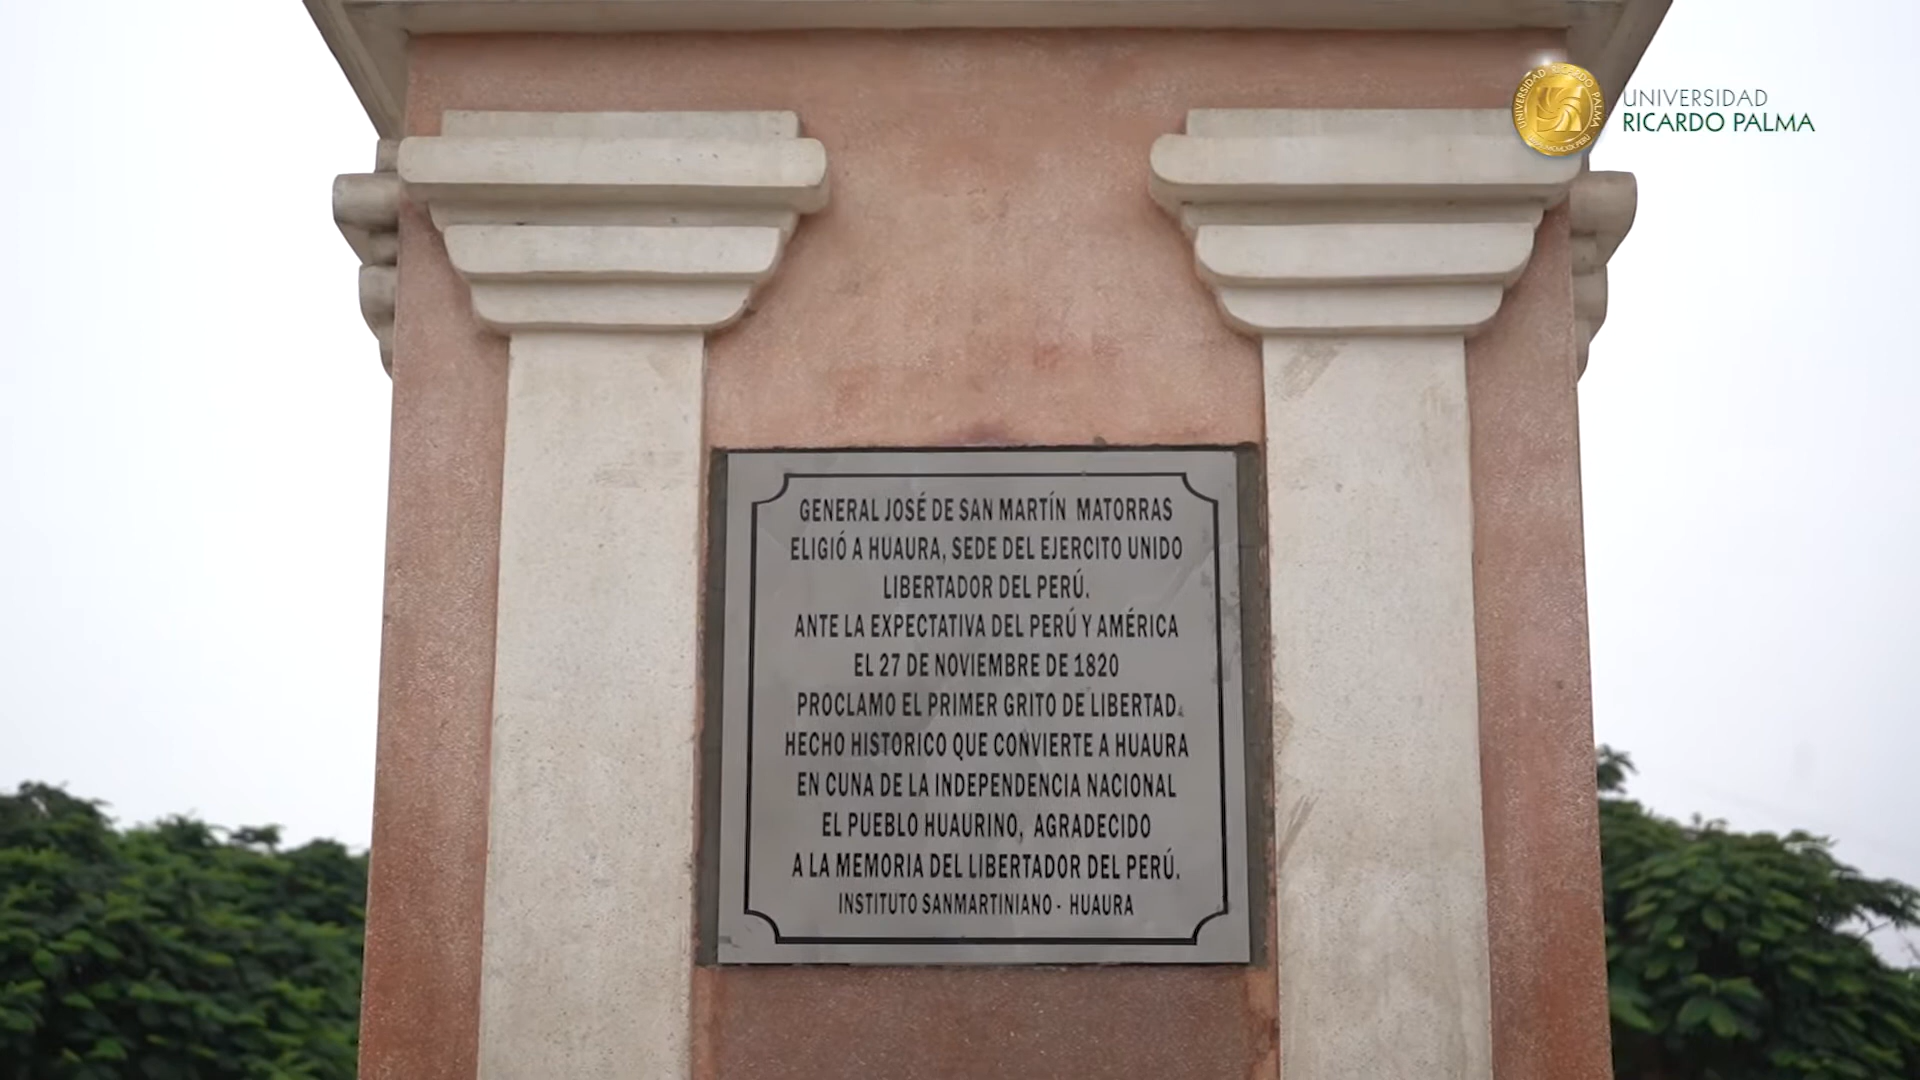 UNIVERSIDAD
RICARDO PALMA
GENERAL JOSÉ DE SAN MARTÍN MATORRAS
ELIGIÓ A HUAURA, SEDE DEL EJERCITO UNIDO
LIBERTADOR DEL PERÚ.
ANTE LA EXPECTATIVA DEL PERÚ Y AMÉRICA
EL 27 DE NOVIEMBRE DE 1820
PROCLAMO EL PRIMER GRITO DE LIBERTAD.
HECHO HISTORICO QUE CONVIERTE A HUAURA
EN CUNA DE LA INDEPENDENCIA NACIONAL
EL PUEBLO HUAURINO, AGRADECIDO
A LA MEMORIA DEL LIBERTADOR DEL PERÚ.
INSTITUTO SANMARTINIANO - HUAURA
UNIVERSIDAD RICARDO PALMA